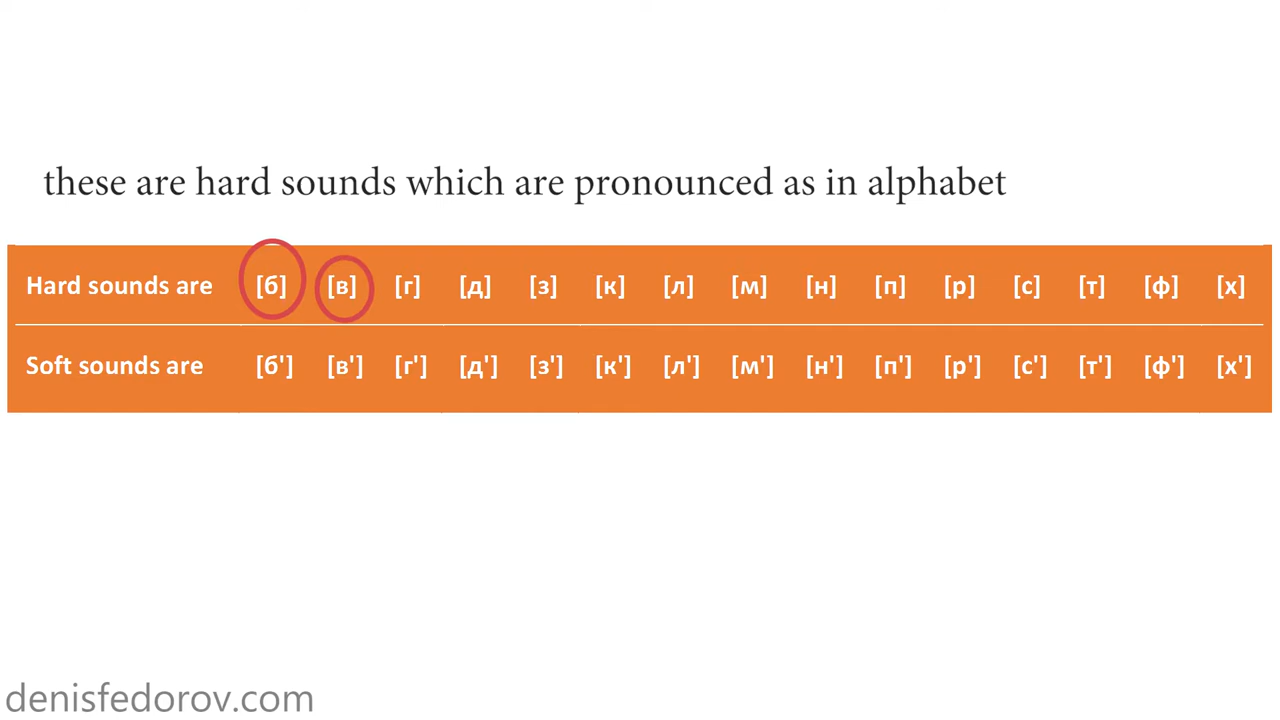 these are hard sounds which are pronounced as in alphabet
Hard sounds are [б] [в] [г] [д] [з] [к] [л] [м] [н] [п] [р] [с] [т] [ф] [х]
Soft sounds are [б'] [в'] [г'] [д'] [з'] [к'] [л'] [м'] [н'] [п'] [р'] [с'] [т'] [ф'] [х']
denisfedorov.com